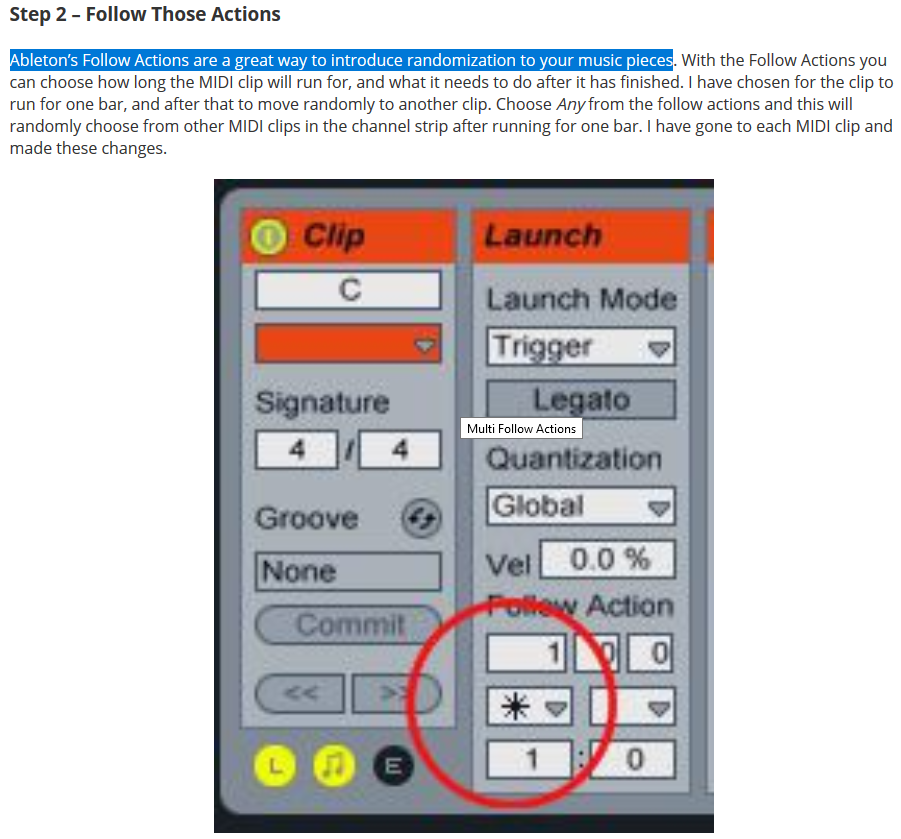 Step 2 – Follow Those Actions
Ableton’s Follow Actions are a great way to introduce randomization to your music pieces. With the Follow Actions you
can choose how long the MIDI clip will run for, and what it needs to do after it has finished. I have chosen for the clip to
run for one bar, and after that to move randomly to another clip. Choose Any from the follow actions and this will
randomly choose from other MIDI clips in the channel strip after running for one bar. I have gone to each MIDI clip and
made these changes.
Clip
C
Signature
4 / 4
Groove
None
Commit
<< >>
L E
Launch
Launch Mode
Trigger
Legato
Multi Follow Actions
Quantization
Global
Vel 0.0 %
Follow Action
1 0 0
1 : 0